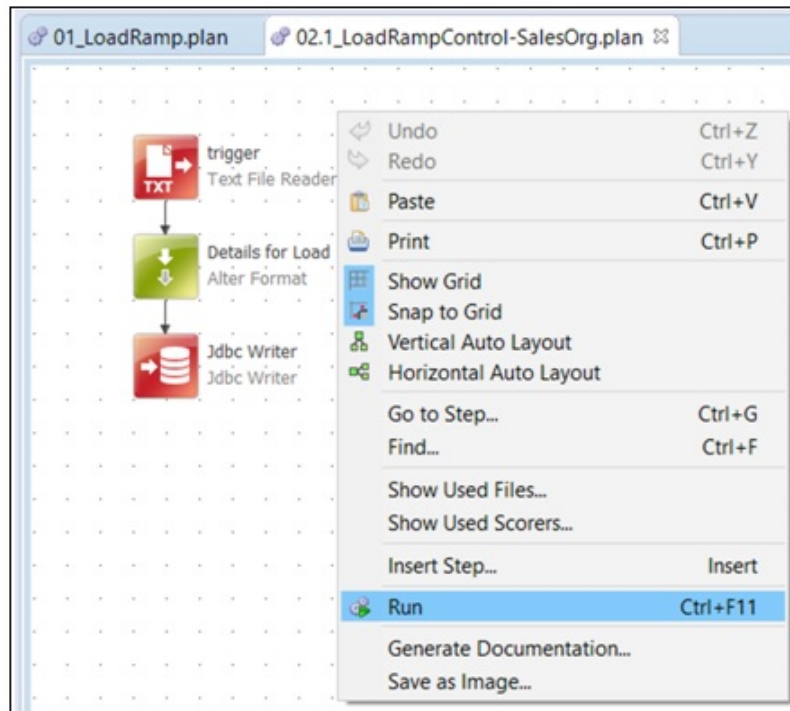 01_LoadRamp.plan
02.1_LoadRampControl-SalesOrg.plan
trigger
Text File Reader
TXT
Details for Load
Alter Format
Jdbc Writer
Jdbc Writer
Undo Ctrl+Z
Redo Ctrl+Y
Paste Ctrl+V
Print Ctrl+P
Show Grid
Snap to Grid
Vertical Auto Layout
Horizontal Auto Layout
Go to Step... Ctrl+G
Find... Ctrl+F
Show Used Files...
Show Used Scorers...
Insert Step... Insert
Run Ctrl+F11
Generate Documentation...
Save as Image...